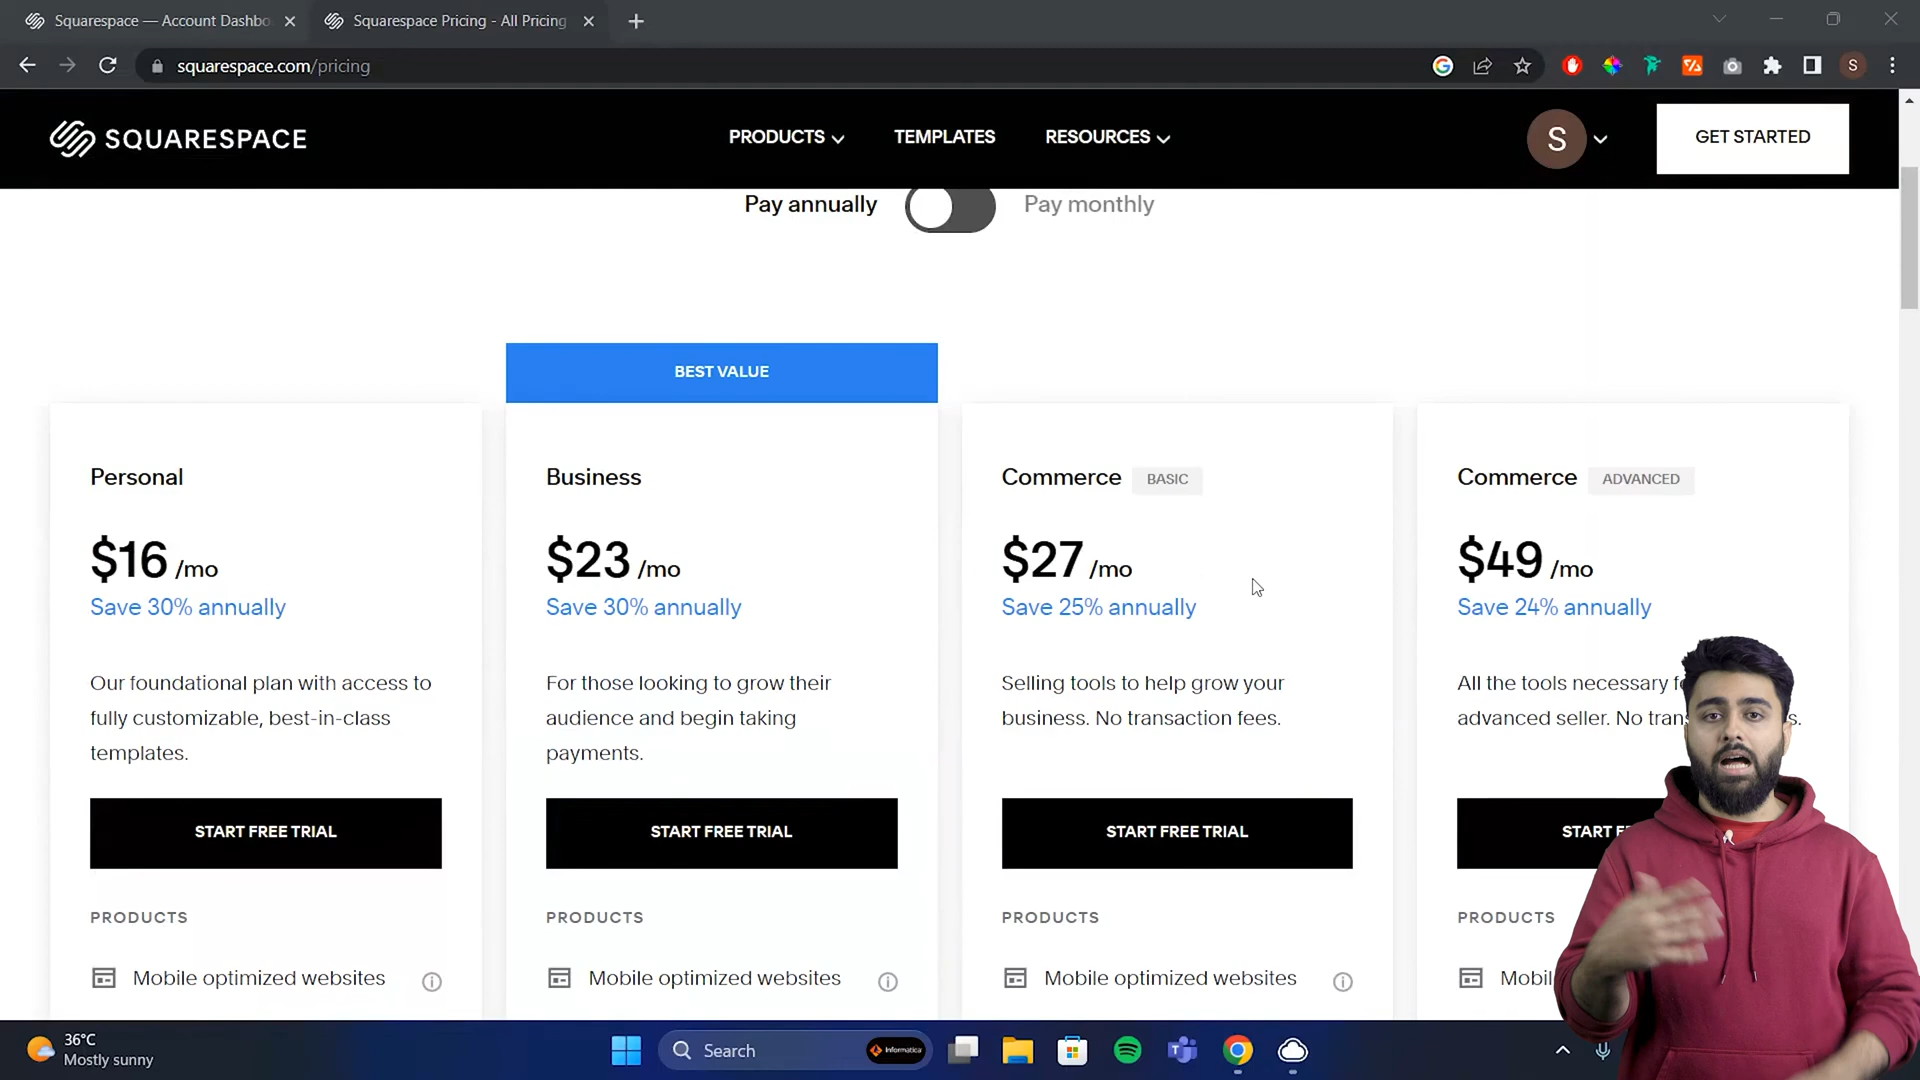 Squarespace — Account Dashbo
Squarespace Pricing - All Pricing
squarespace.com/pricing
S
SQUARESPACE
PRODUCTS
TEMPLATES
RESOURCES
S
GET STARTED
Pay annually
Pay monthly
BEST VALUE
Personal
$16 /mo
Save 30% annually
Our foundational plan with access to
fully customizable, best-in-class
templates.
START FREE TRIAL
PRODUCTS
Mobile optimized websites
Business
$23 /mo
Save 30% annually
For those looking to grow their
audience and begin taking
payments.
START FREE TRIAL
PRODUCTS
Mobile optimized websites
Commerce BASIC
$27 /mo
Save 25% annually
Selling tools to help grow your
business. No transaction fees.
START FREE TRIAL
PRODUCTS
Mobile optimized websites
Commerce ADVANCED
$49 /mo
Save 24% annually
All the tools necessary f
advanced seller. No tran s.
START F
PRODUCTS
Mobil
36°C
Mostly sunny
Search
Informatica